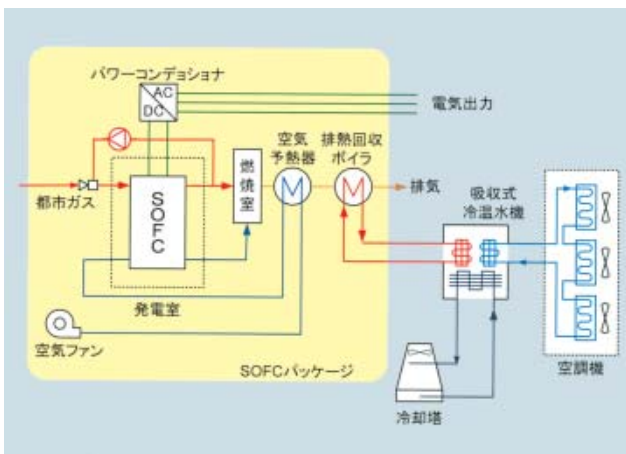 パワーコンデョショナ
AC
DC
電気出力
空気
予熱器
排熱回収
ボイラ
燃焼室
都市ガス
SOFC
排気
吸収式
冷温水機
発電室
空気ファン
SOFCパッケージ
冷却塔
空調機